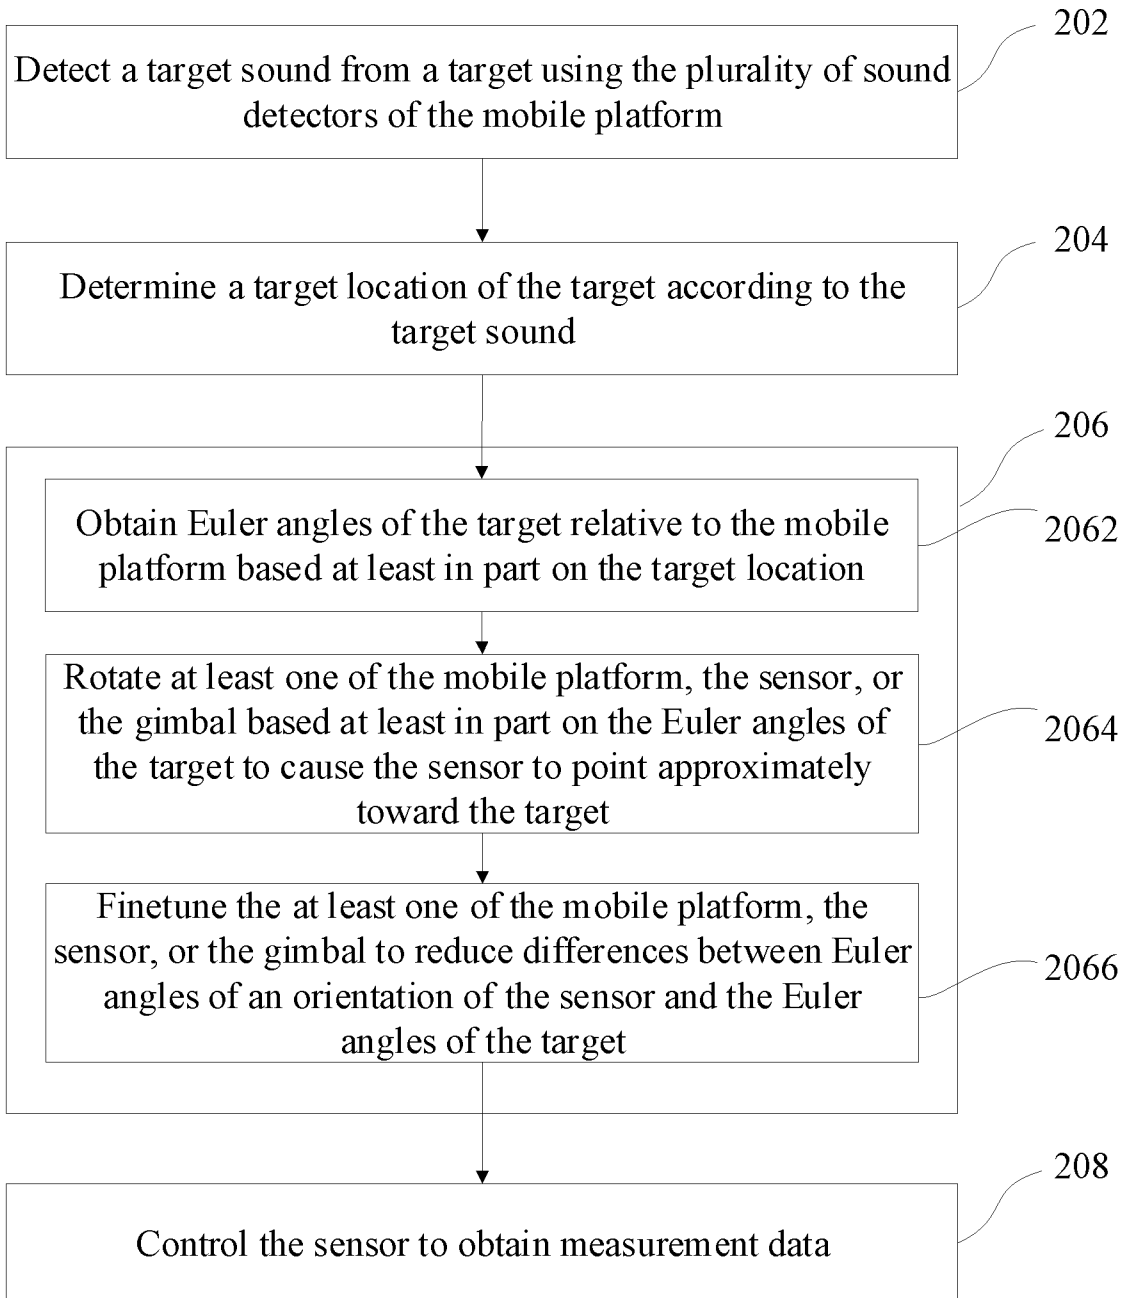 202
Detect a target sound from a target using the plurality of sound
detectors of the mobile platform
204
Determine a target location of the target according to the
target sound
206
Obtain Euler angles of the target relative to the mobile
platform based at least in part on the target location
2062
Rotate at least one of the mobile platform, the sensor, or
the gimbal based at least in part on the Euler angles of
the target to cause the sensor to point approximately
toward the target
2064
Finetune the at least one of the mobile platform, the
sensor, or the gimbal to reduce differences between Euler
angles of an orientation of the sensor and the Euler
angles of the target
2066
208
Control the sensor to obtain measurement data